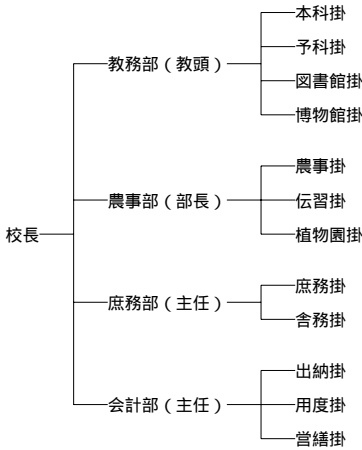 校長
教務部（教頭）
本科掛
予科掛
図書館掛
博物館掛
農事部（部長）
農事掛
伝習掛
植物園掛
庶務部（主任）
庶務掛
舎務掛
会計部（主任）
出納掛
用度掛
営繕掛